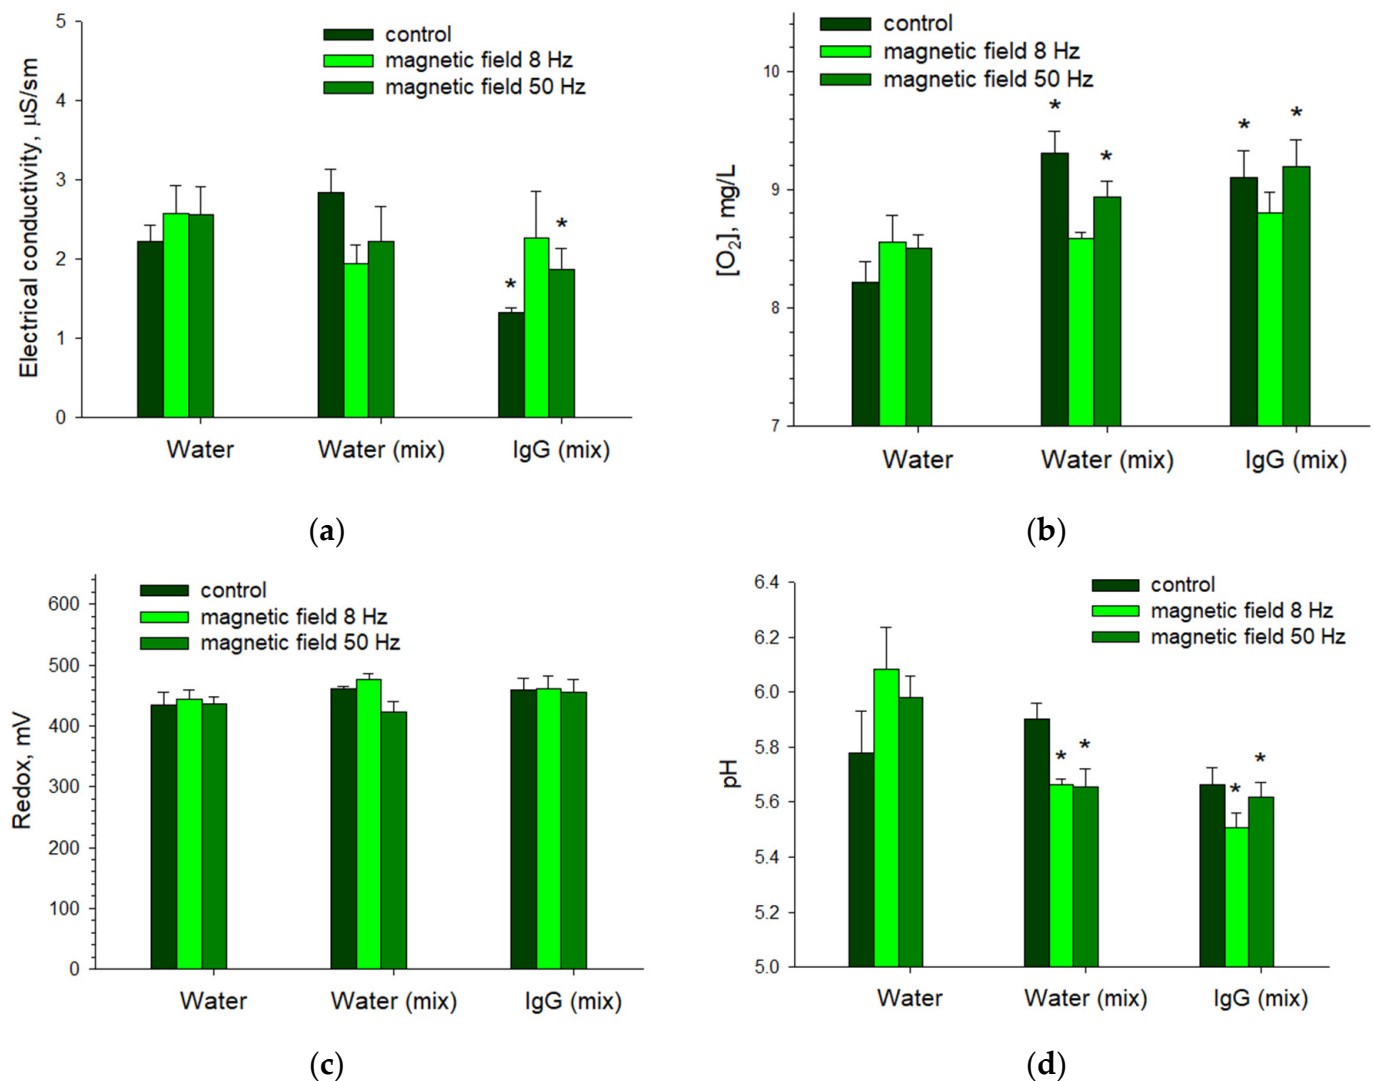 Electrical conductivity, µS/sm
5
4
3
2
1
0
control
magnetic field 8 Hz
magnetic field 50 Hz
*
*
Water
Water (mix)
IgG (mix)
(a)
[O₂], mg/L
10
9
8
7
control
magnetic field 8 Hz
magnetic field 50 Hz
*
*
*
*
Water
Water (mix)
IgG (mix)
(b)
Redox, mV
600
500
400
300
200
100
0
control
magnetic field 8 Hz
magnetic field 50 Hz
Water
Water (mix)
IgG (mix)
(c)
pH
6.4
6.2
6.0
5.8
5.6
5.4
5.2
5.0
control
magnetic field 8 Hz
magnetic field 50 Hz
*
*
*
*
Water
Water (mix)
IgG (mix)
(d)